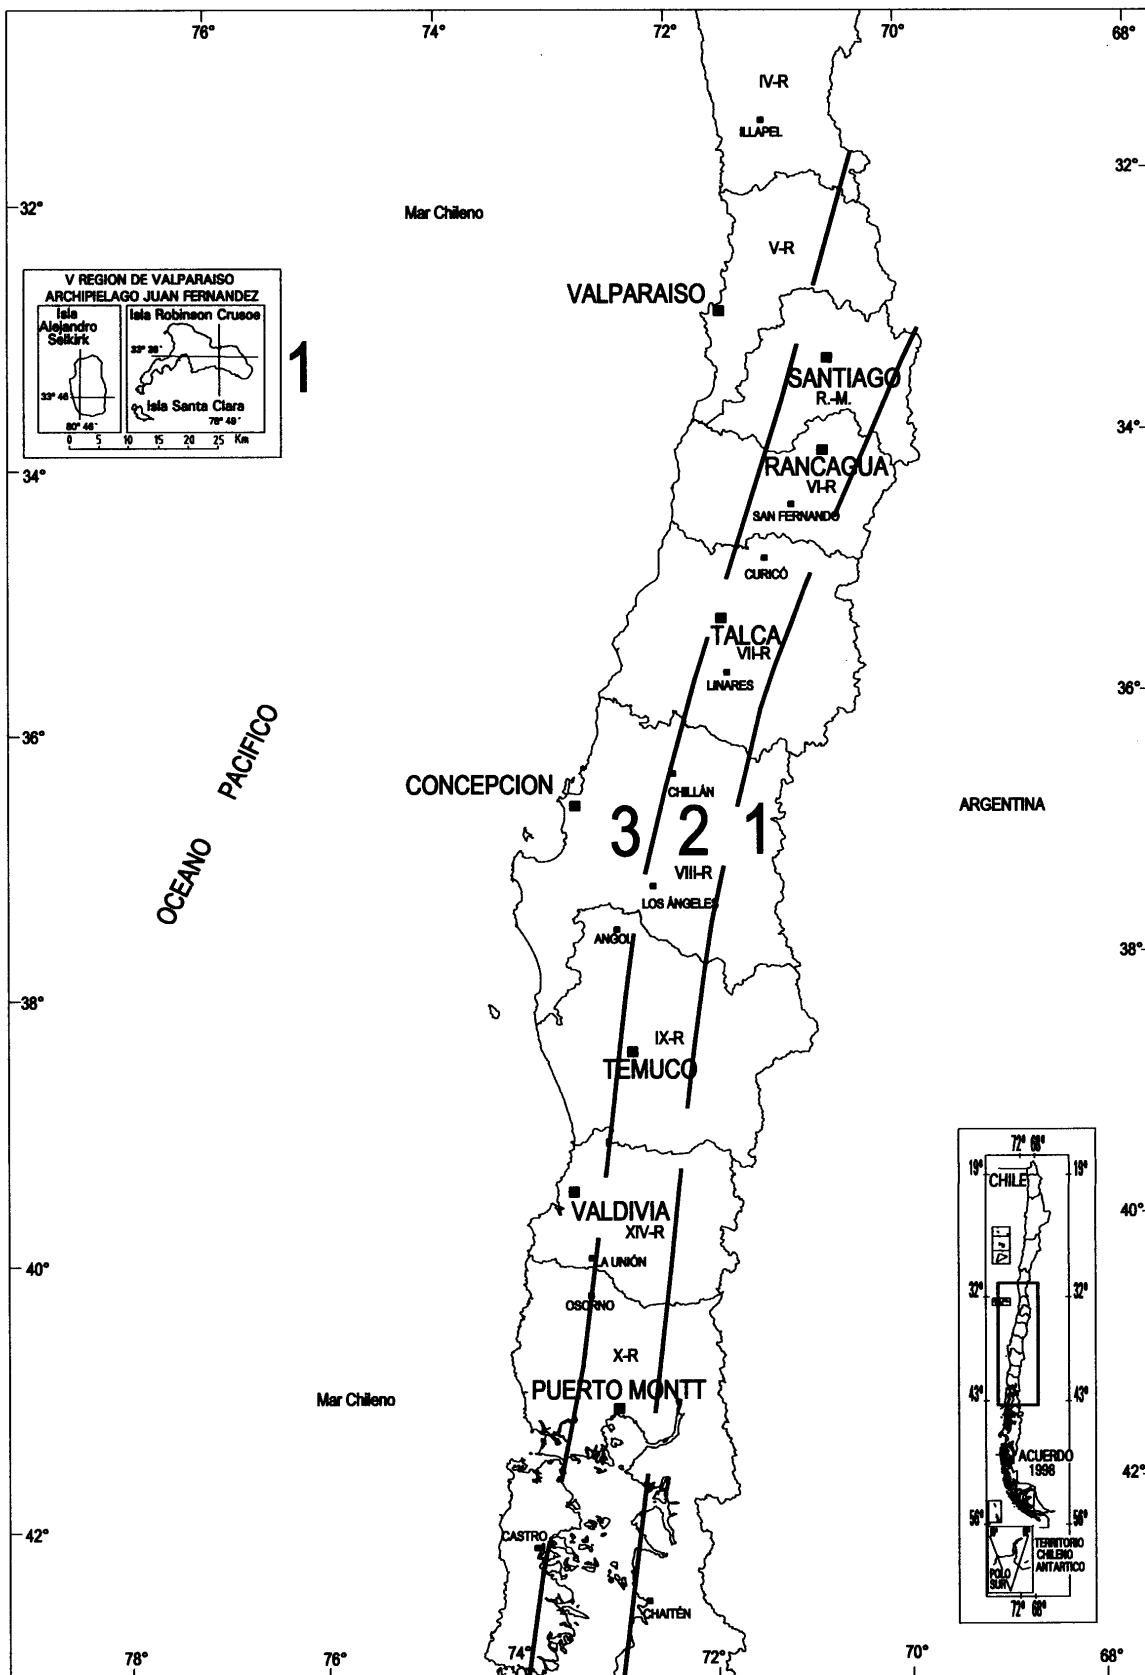 76°
74°
72°
70°
68°
IV-R
ILLAPEL
32°
32°
Mar Chileno
V-R
V REGION DE VALPARAISO
ARCHIPIELAGO JUAN FERNANDEZ
Isla
Alejandro
Selkirk
Isla Robinson Crusoe
33° 38'
33° 46'
Isla Santa Clara
80° 46'
78° 49'
0 5 10 15 20 25 Km
1
VALPARAISO
SANTIAGO
R.-M.
34°
34°
RANCAGUA
VI-R
SAN FERNANDO
CURICÓ
TALCA
VII-R
LINARES
36°
36°
OCEANO PACIFICO
CONCEPCION
CHILLÁN
ARGENTINA
3 2 1
VIII-R
LOS ÁNGELES
ANGOL
38°
38°
IX-R
TEMUCO
VALDIVIA
XIV-R
40°
LA UNIÓN
40°
OSORNO
X-R
PUERTO MONTT
Mar Chileno
42°
42°
CASTRO
CHAITÉN
72° 68°
19°
19°
CHILE
32°
32°
43°
43°
ACUERDO
1998
56°
56°
TERRITORIO
CHILENO
ANTARTICO
POLO
SUR
72° 68°
78°
76°
74°
72°
70°
68°